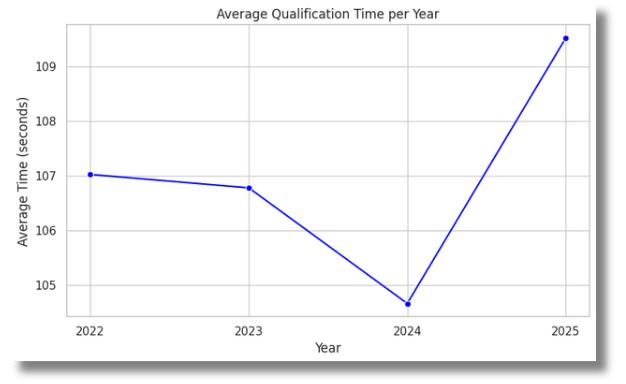 Average Qualification Time per Year
Average Time (seconds)
109
108
107
106
105
2022 2023 2024 2025
Year